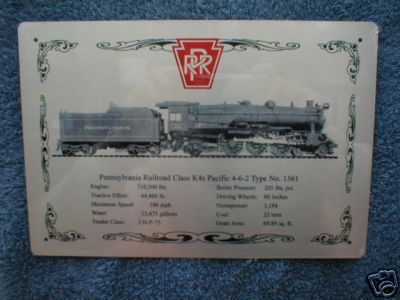 PRR
PENNSYLVANIA
Pennsylvania Railroad Class K4s Pacific 4-6-2 Type No. 1361
Engine: 310,500 lbs Boiler Pressure: 205 lbs. psi
Tractive Effort: 44,460 lb. Driving Wheels: 80 inches
Maximum Speed: 100 mph Horsepower: 3,184
Water: 13,475 gallons Coal: 22 tons
Tender Class: 130-P-75 Grate Area: 69.89 sq. ft.